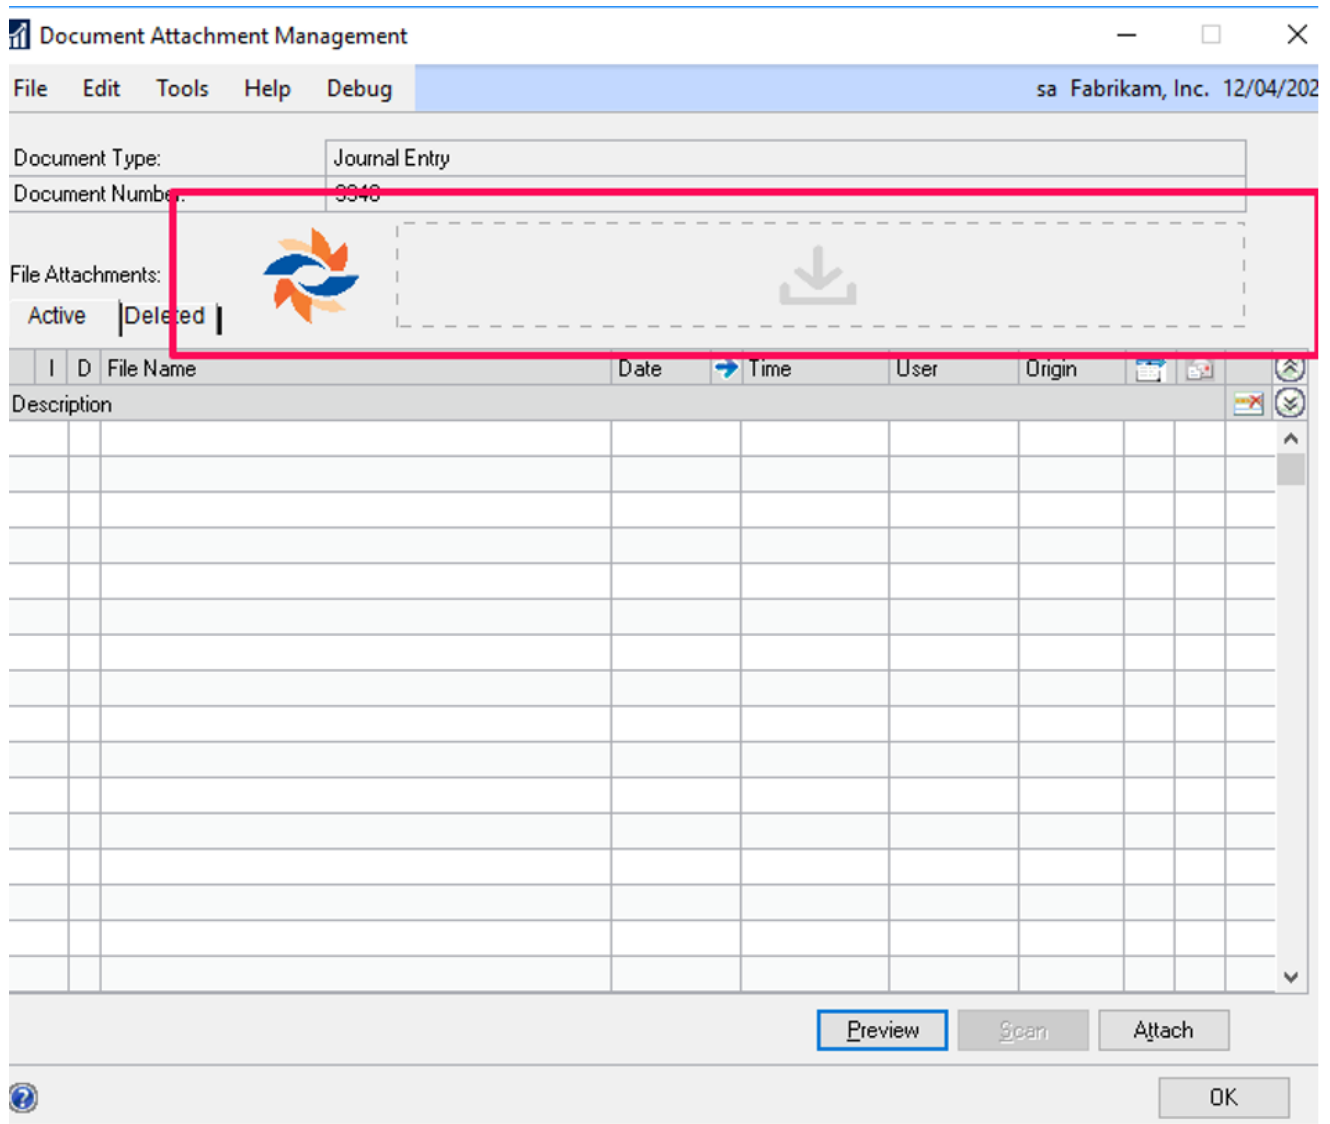 Document Attachment Management
File Edit Tools Help Debug sa Fabrikam, Inc. 12/04/202
Document Type: Journal Entry
Document Number:
File Attachments:
Active Deleted
I D File Name Date Time User Origin
Description
Preview Scan Attach
OK